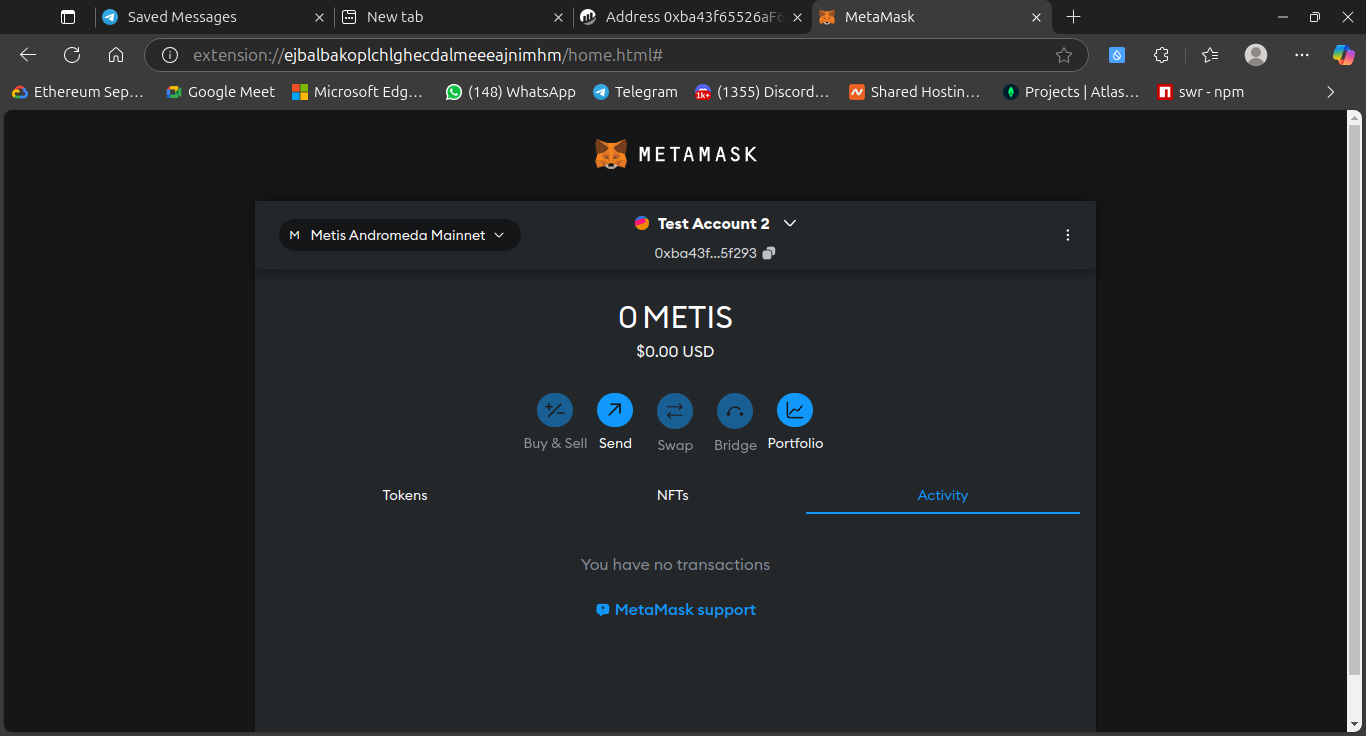 Saved Messages
New tab
Address 0xba43f65526aF6
MetaMask
extension://ejbalbakoplchlghecdalmeeeajnimhm/home.html#
Ethereum Sep...
Google Meet
Microsoft Edg...
(148) WhatsApp
Telegram
1k+
(1355) Discord...
Shared Hostin...
Projects | Atlas...
swr - npm
METAMASK
M Metis Andromeda Mainnet
Test Account 2
0xba43f...5f293
0 METIS
$0.00 USD
Buy & Sell
Send
Swap
Bridge
Portfolio
Tokens
NFTs
Activity
You have no transactions
MetaMask support